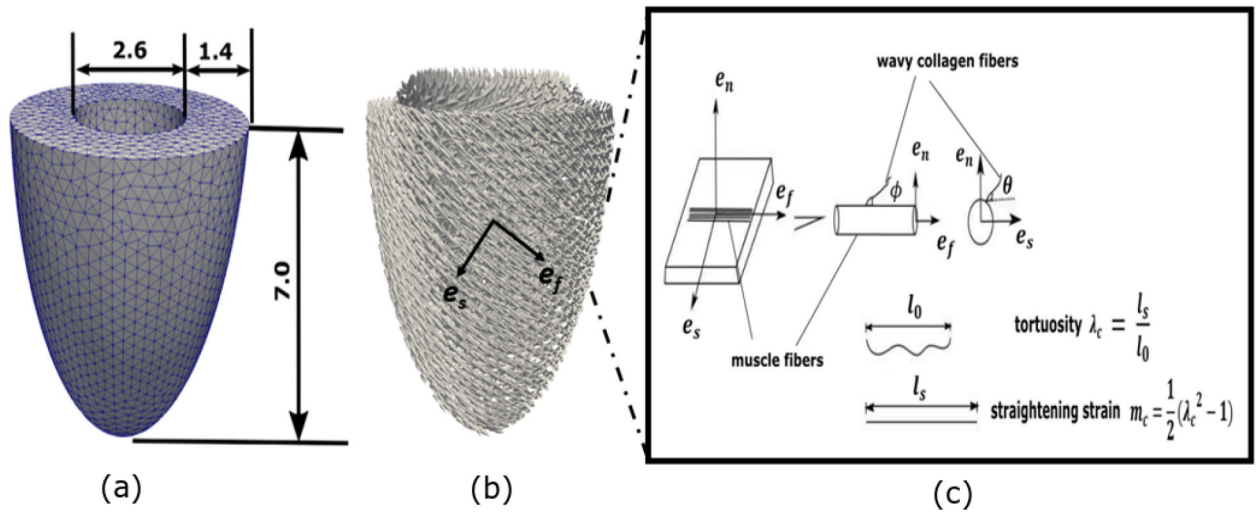 2.6
1.4
7.0
(a)
e_s
e_f
(b)
wavy collagen fibers
e_n
e_f
e_s
muscle fibers
ϕ
e_n
e_f
e_n
θ
e_s
l_0
tortuosity λ_c = l_s / l_0
l_s
straightening strain m_c = 1/2 (λ_c^2 − 1)
(c)